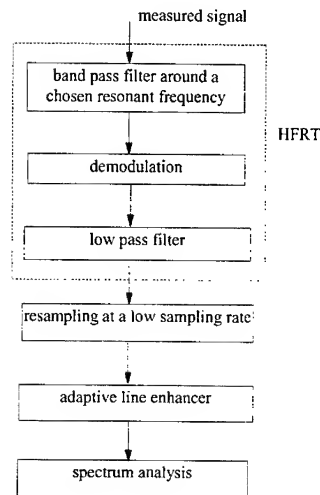 measured signal
band pass filter around a
chosen resonant frequency
HFRT
demodulation
low pass filter
resampling at a low sampling rate
adaptive line enhancer
spectrum analysis